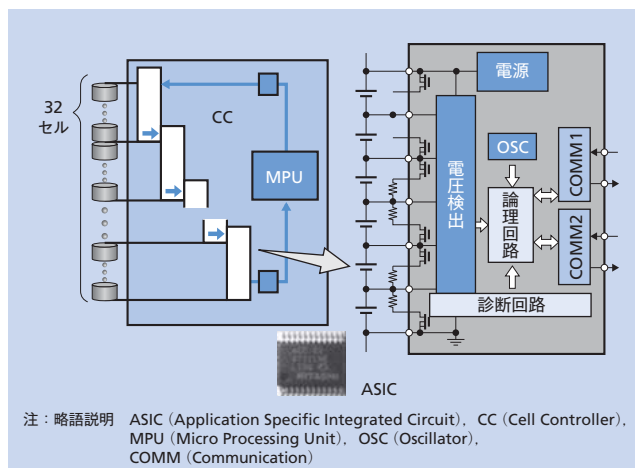 32
セル
CC
MPU
電源
OSC
電圧検出
論理回路
COMM1
COMM2
診断回路
ASIC
注：略語説明　ASIC（Application Specific Integrated Circuit），CC（Cell Controller），
MPU（Micro Processing Unit），OSC（Oscillator），
COMM（Communication）